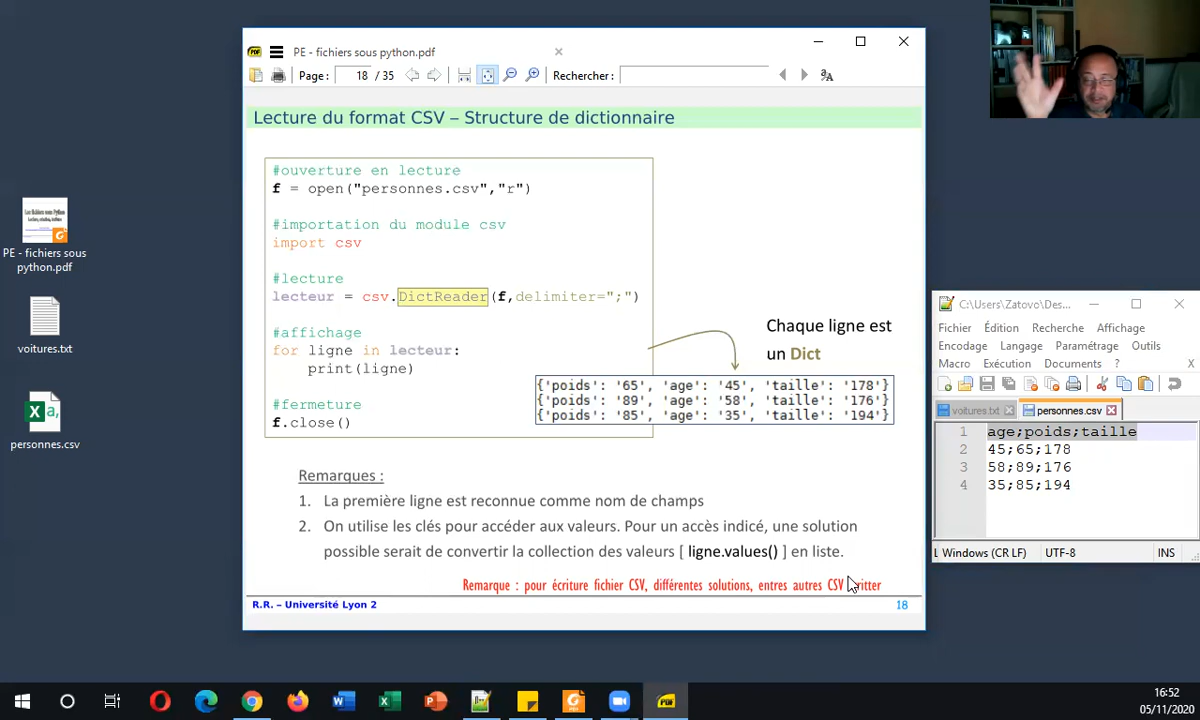 PE - fichiers sous python.pdf
Page: 18 / 35 Rechercher :
Lecture du format CSV – Structure de dictionnaire
#ouverture en lecture
f = open("personnes.csv","r")
#importation du module csv
import csv
#lecture
lecteur = csv.DictReader(f,delimiter=";")
#affichage
for ligne in lecteur:
print(ligne)
#fermeture
f.close()
Chaque ligne est
un Dict
{'poids': '65', 'age': '45', 'taille': '178'}
{'poids': '89', 'age': '58', 'taille': '176'}
{'poids': '85', 'age': '35', 'taille': '194'}
Remarques :
1. La première ligne est reconnue comme nom de champs
2. On utilise les clés pour accéder aux valeurs. Pour un accès indicé, une solution
possible serait de convertir la collection des valeurs [ ligne.values() ] en liste.
Remarque : pour écriture fichier CSV, différentes solutions, entres autres CSV
R.R. – Université Lyon 2 18
PE - fichiers sous
python.pdf
voitures.txt
personnes.csv
C:\Users\Zatovo\Des...
Fichier Édition Recherche Affichage
Encodage Langage Paramétrage Outils
Macro Exécution Documents ? X
voitures.txt personnes.csv
1 age;poids;taille
2 45;65;178
3 58;89;176
4 35;85;194
Windows (CR LF) UTF-8 INS
16:52
05/11/2020